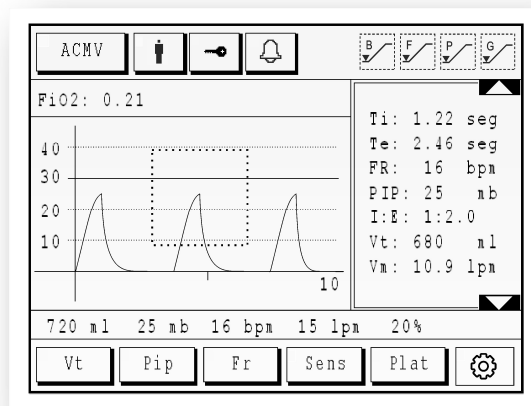 ACMV
B F P G
FiO2: 0.21
40
30
20
10
10
Ti: 1.22 seg
Te: 2.46 seg
FR: 16 bpm
PIP: 25 mb
I:E: 1:2.0
Vt: 680 ml
Vm: 10.9 lpm
720 ml 25 mb 16 bpm 15 lpm 20%
Vt Pip Fr Sens Plat